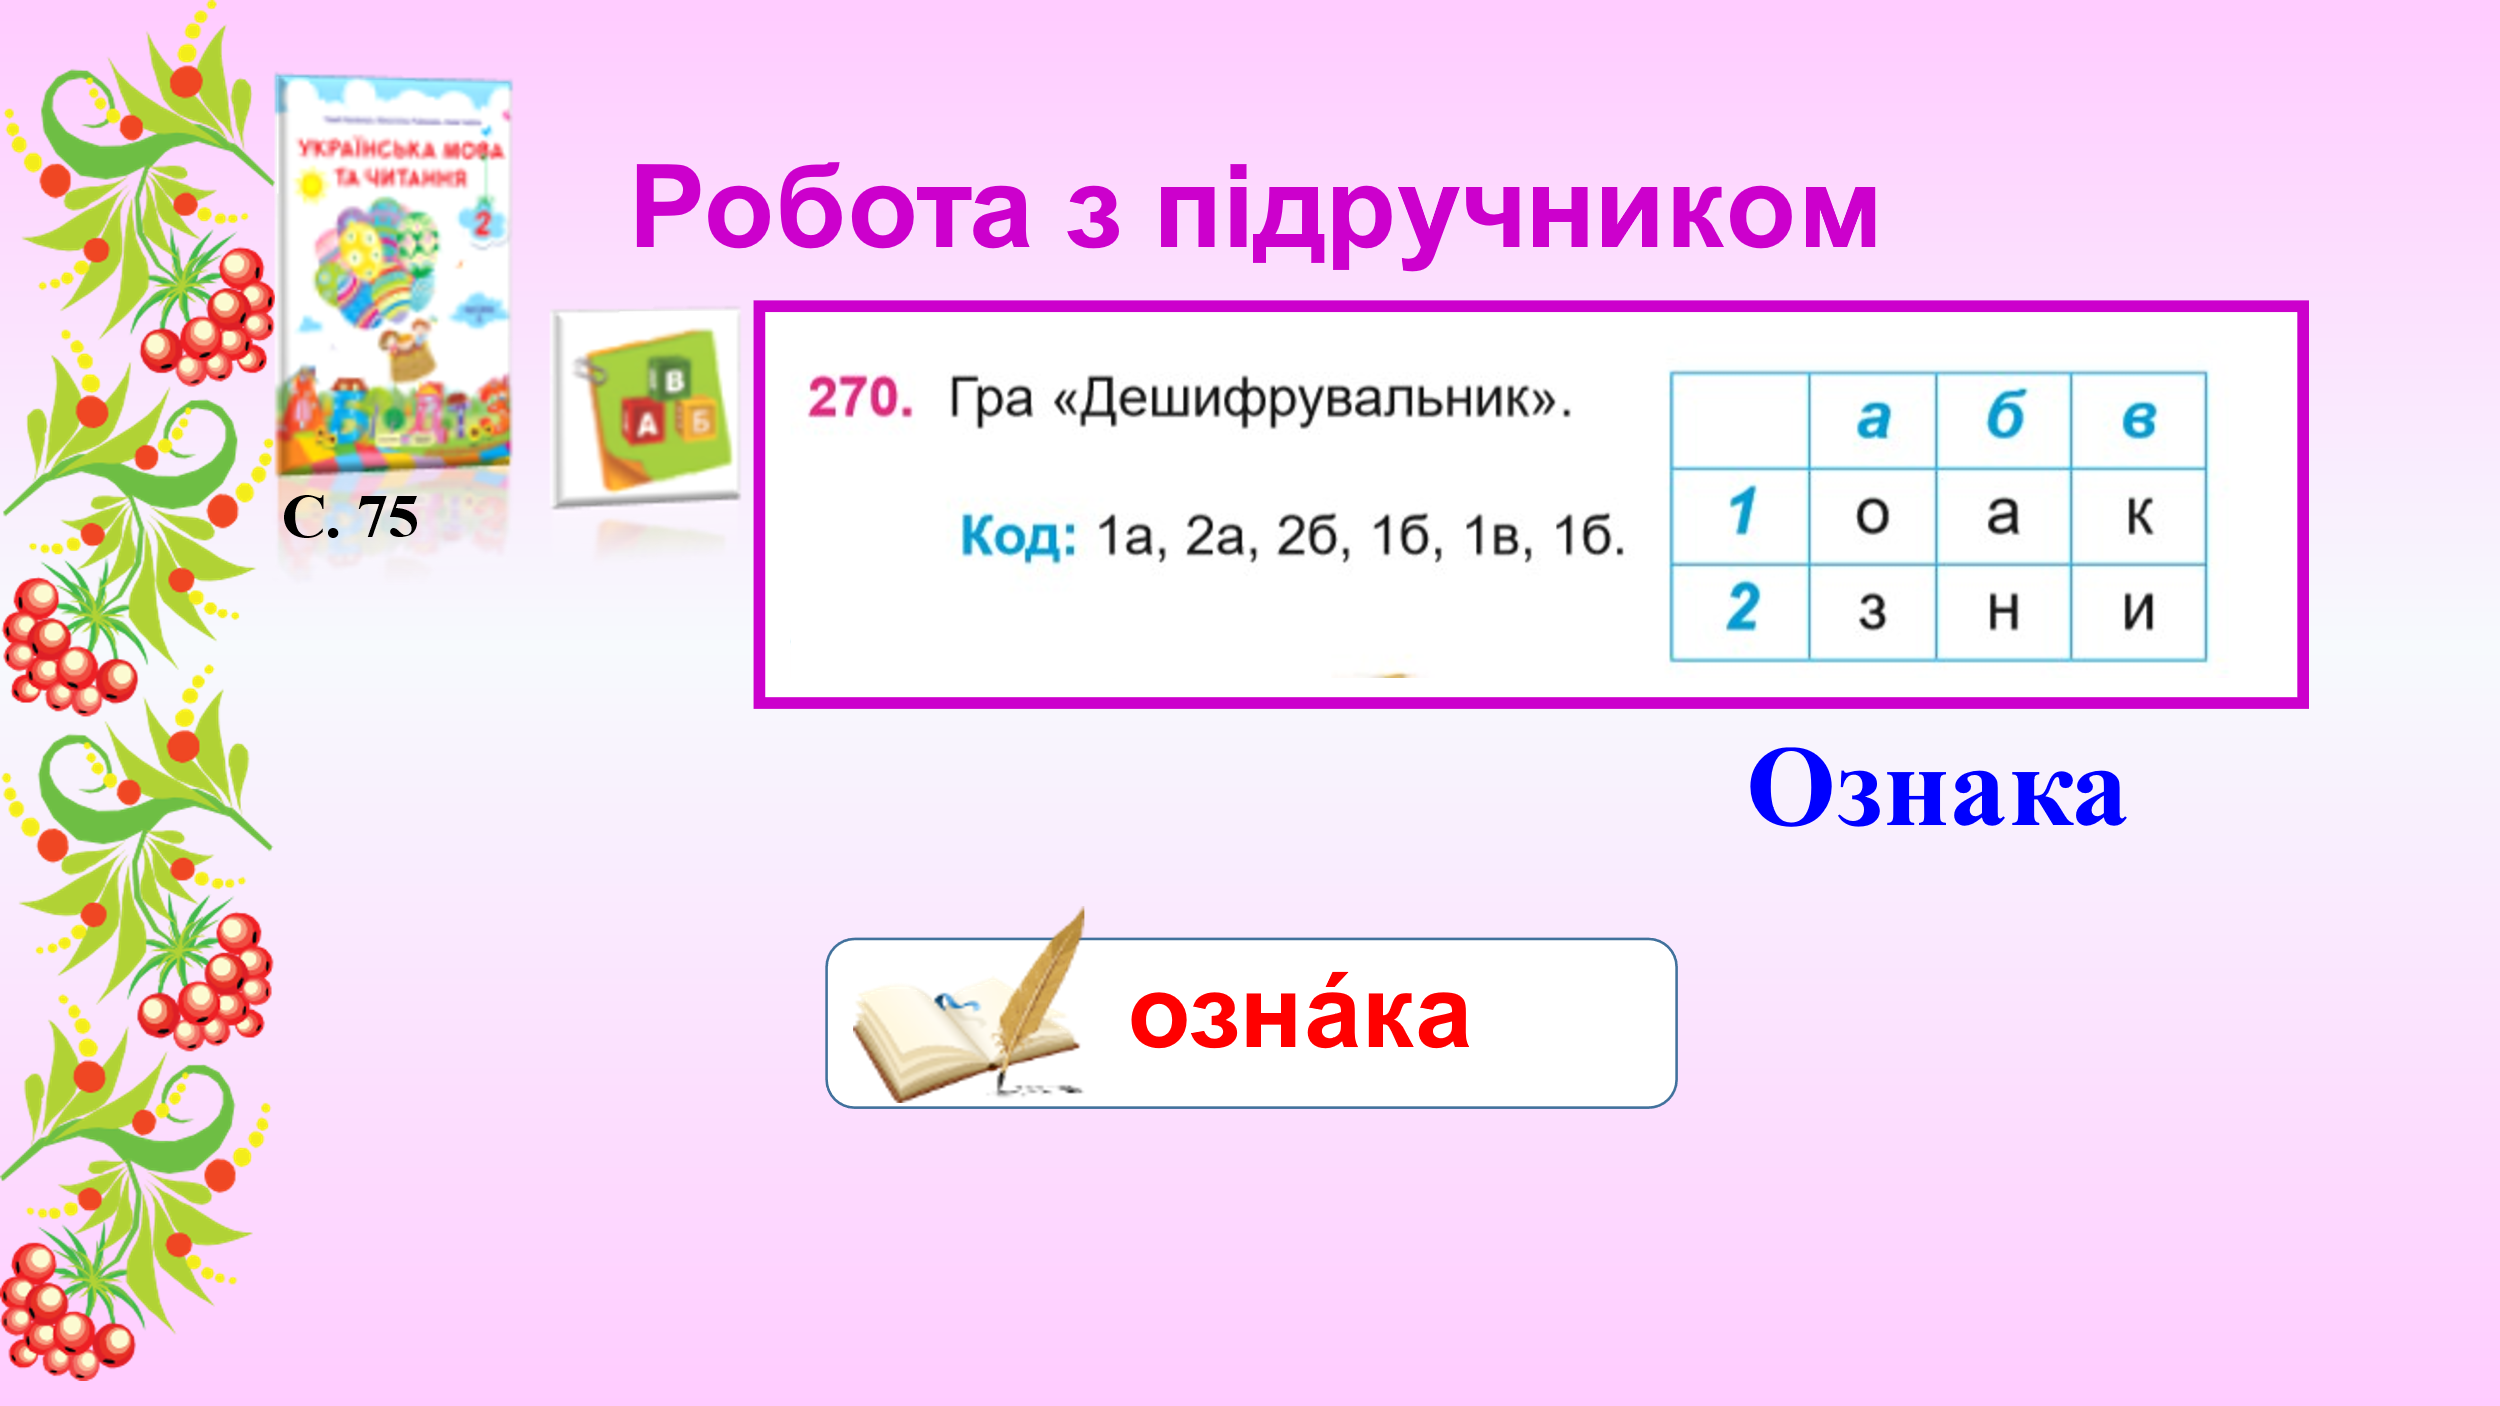 УКРАЇНСЬКА МОВА
ТА ЧИТАННЯ
2
Робота з підручником
В
А Б
С. 75
270. Гра «Дешифрувальник».
Код: 1а, 2а, 2б, 1б, 1в, 1б.
а б в
1 о а к
2 з н и
Ознака
озна́ка